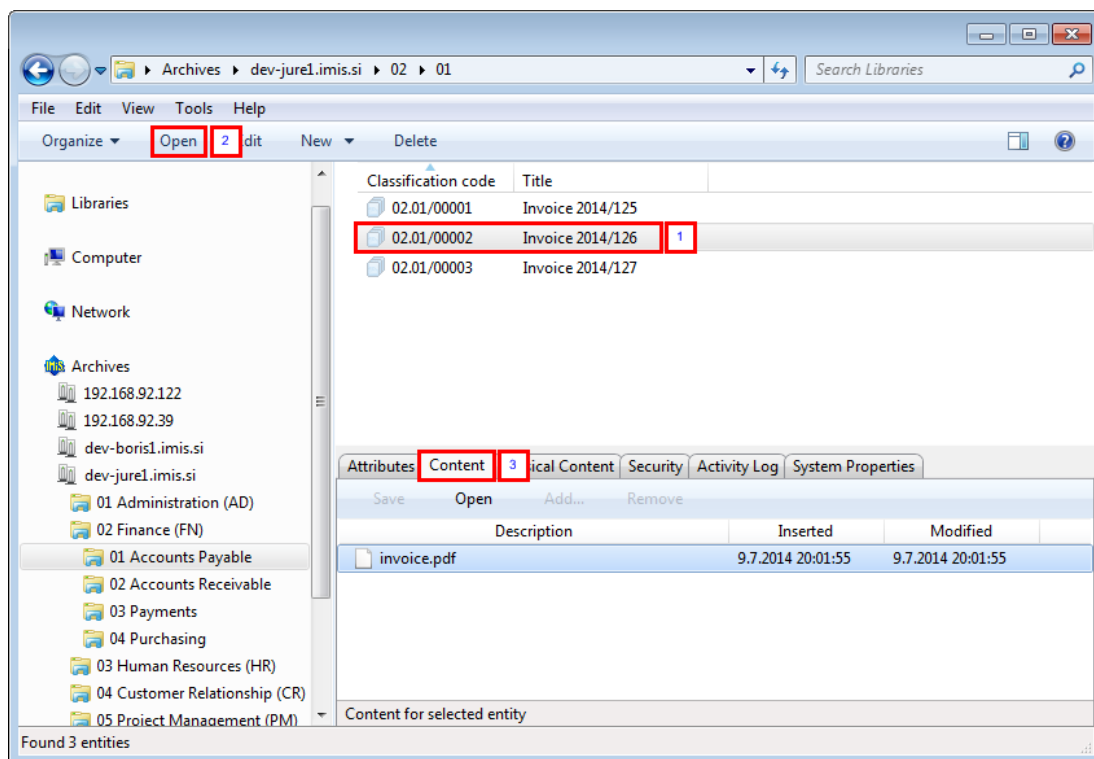 Archives dev-jure1.imis.si 02 01 Search Libraries
File Edit View Tools Help
Organize Open 2 dit New Delete
Libraries
Computer
Network
Archives
192.168.92.122
192.168.92.39
dev-boris1.imis.si
dev-jure1.imis.si
01 Administration (AD)
02 Finance (FN)
01 Accounts Payable
02 Accounts Receivable
03 Payments
04 Purchasing
03 Human Resources (HR)
04 Customer Relationship (CR)
05 Project Management (PM)
Classification code Title
02.01/00001 Invoice 2014/125
02.01/00002 Invoice 2014/126 1
02.01/00003 Invoice 2014/127
Attributes Content 3 sical Content Security Activity Log System Properties
Save Open Add... Remove
Description Inserted Modified
invoice.pdf 9.7.2014 20:01:55 9.7.2014 20:01:55
Content for selected entity
Found 3 entities